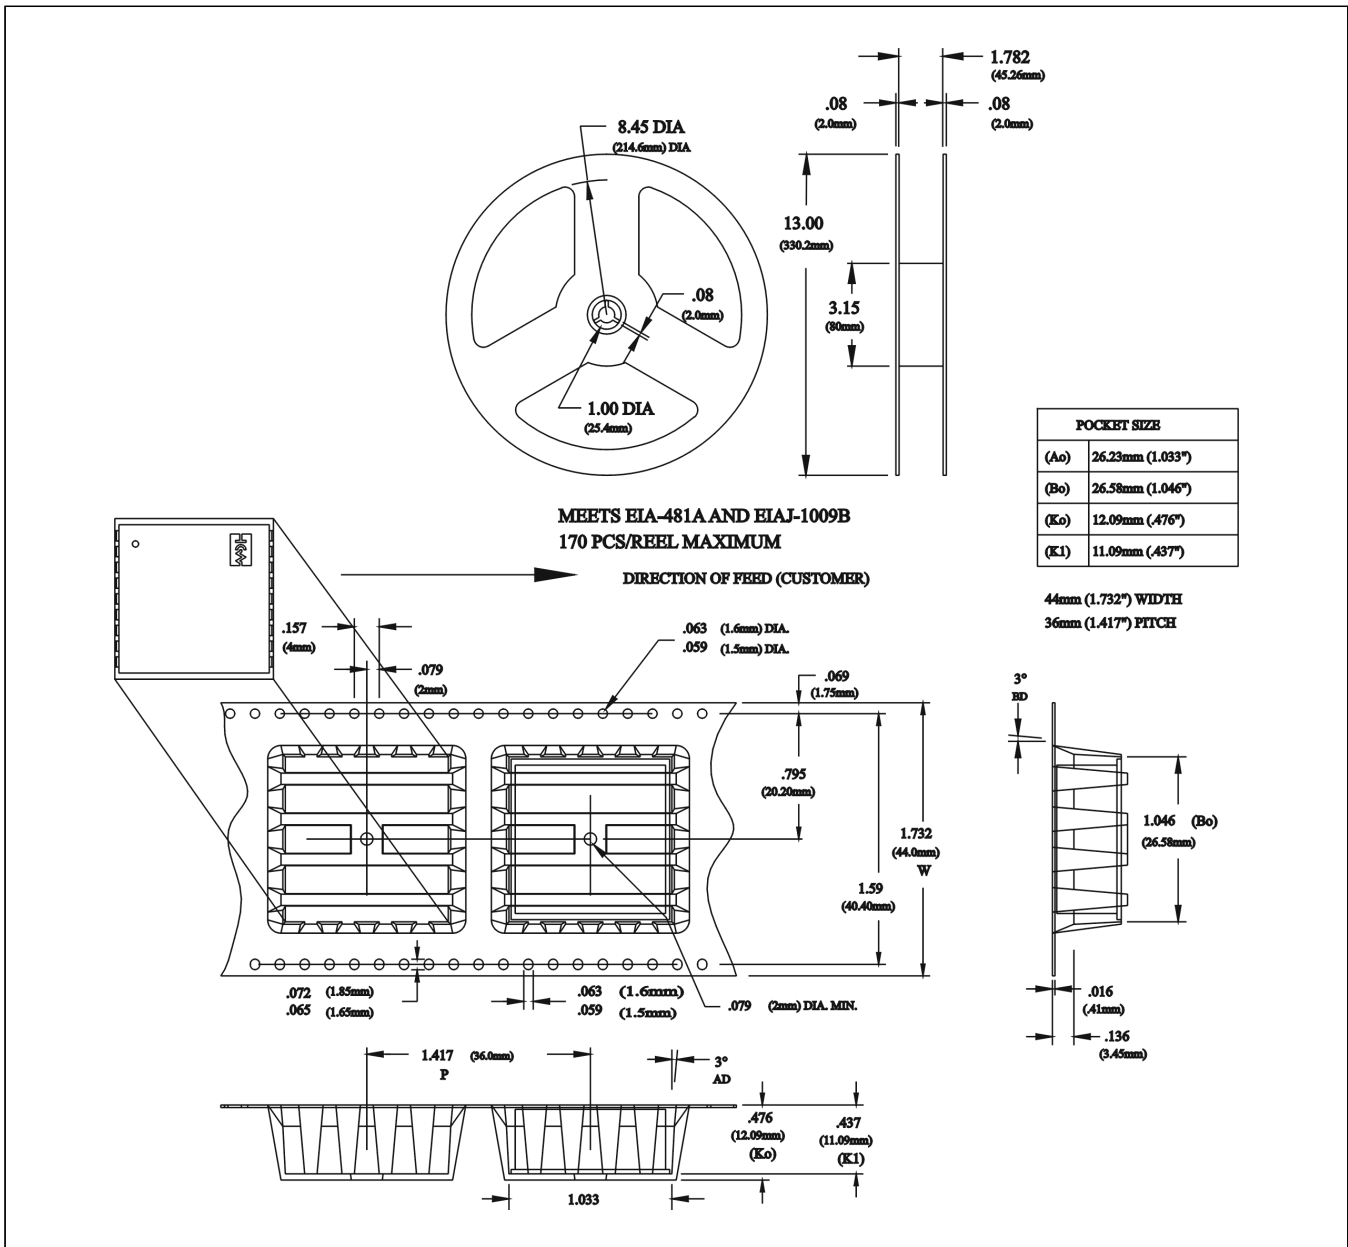 1.782
(45.26mm)
.08
(2.0mm)
.08
(2.0mm)
8.45 DIA
(214.6mm) DIA
13.00
(330.2mm)
.08
(2.0mm)
3.15
(80mm)
1.00 DIA
(25.4mm)
POCKET SIZE
(Ao) 26.23mm (1.033")
(Bo) 26.58mm (1.046")
(Ko) 12.09mm (.476")
(K1) 11.09mm (.437")
44mm (1.732") WIDTH
36mm (1.417") PITCH
MEETS EIA-481A AND EIAJ-1009B
170 PCS/REEL MAXIMUM
DIRECTION OF FEED (CUSTOMER)
.157
(4mm)
.079
(2mm)
.063 (1.6mm) DIA.
.059 (1.5mm) DIA.
.069
(1.75mm)
3°
BD
.795
(20.20mm)
1.732
(44.0mm)
W
1.59
(40.40mm)
1.046 (Bo)
(26.58mm)
.072 (1.85mm)
.065 (1.65mm)
.063 (1.6mm)
.059 (1.5mm)
.079 (2mm) DIA. MIN.
.016
(.41mm)
.136
(3.45mm)
1.417 (36.0mm)
P
3°
AD
.476
(12.09mm)
(Ko)
.437
(11.09mm)
(K1)
1.033